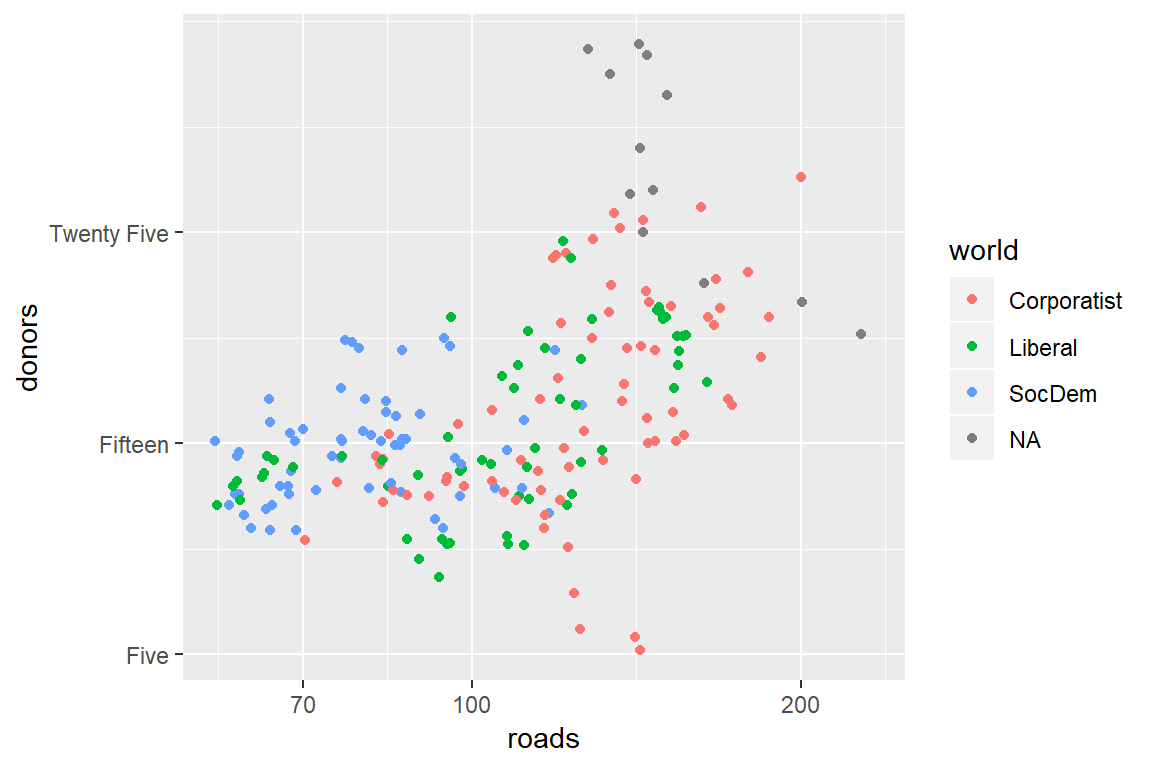 donors
Twenty Five
Fifteen
Five
70 100 200
roads
world
Corporatist
Liberal
SocDem
NA